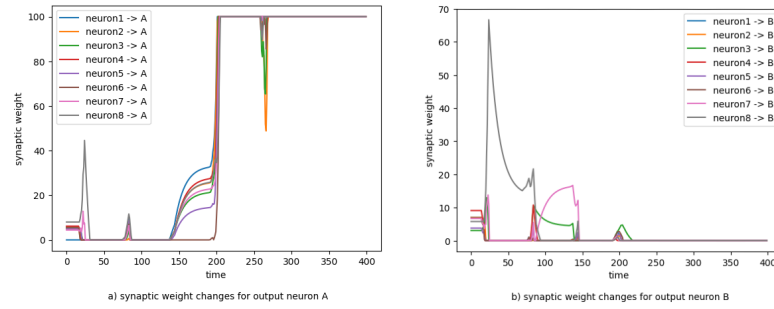 100
80
60
40
20
0
synaptic weight
neuron1 -> A
neuron2 -> A
neuron3 -> A
neuron4 -> A
neuron5 -> A
neuron6 -> A
neuron7 -> A
neuron8 -> A
0 50 100 150 200 250 300 350 400
time
a) synaptic weight changes for output neuron A
70
60
50
40
30
20
10
0
synaptic weight
neuron1 -> B
neuron2 -> B
neuron3 -> B
neuron4 -> B
neuron5 -> B
neuron6 -> B
neuron7 -> B
neuron8 -> B
0 50 100 150 200 250 300 350 400
time
b) synaptic weight changes for output neuron B